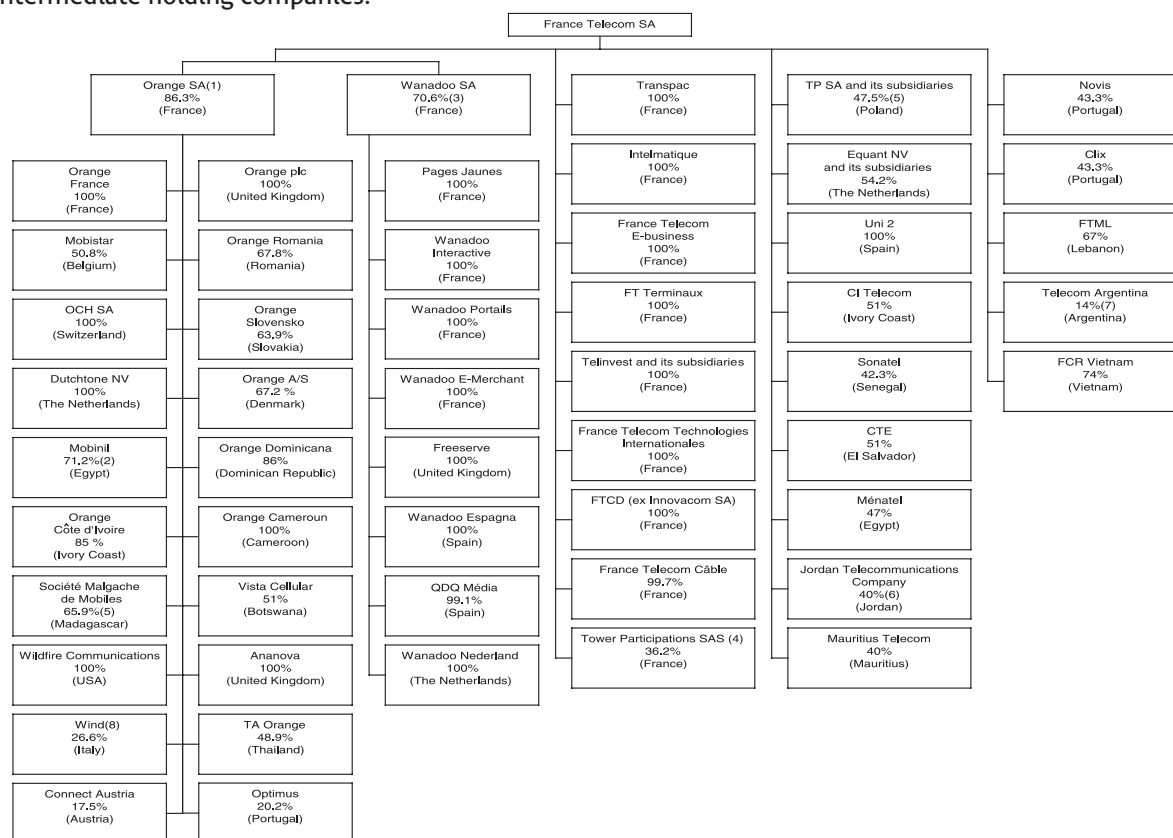 intermediate holding companies.
France Telecom SA
Orange SA(1)
86.3%
(France)
Wanadoo SA
70.6%(3)
(France)
Orange
France
100%
(France)
Mobistar
50.8%
(Belgium)
OCH SA
100%
(Switzerland)
Dutchtone NV
100%
(The Netherlands)
Mobinil
71.2%(2)
(Egypt)
Orange
Côte d'Ivoire
85 %
(Ivory Coast)
Société Malgache
de Mobiles
65.9%(5)
(Madagascar)
Wildfire Communications
100%
(USA)
Wind(8)
26.6%
(Italy)
Connect Austria
17.5%
(Austria)
Orange plc
100%
(United Kingdom)
Orange Romania
67.8%
(Romania)
Orange
Slovensko
63.9%
(Slovakia)
Orange A/S
67.2 %
(Denmark)
Orange Dominicana
86%
(Dominican Republic)
Orange Cameroun
100%
(Cameroon)
Vista Cellular
51%
(Botswana)
Ananova
100%
(United Kingdom)
TA Orange
48.9%
(Thailand)
Optimus
20.2%
(Portugal)
Pages Jaunes
100%
(France)
Wanadoo
Interactive
100%
(France)
Wanadoo Portails
100%
(France)
Wanadoo E-Merchant
100%
(France)
Freeserve
100%
(United Kingdom)
Wanadoo Espagna
100%
(Spain)
QDQ Média
99.1%
(Spain)
Wanadoo Nederland
100%
(The Netherlands)
Transpac
100%
(France)
Intelmatique
100%
(France)
France Telecom
E-business
100%
(France)
FT Terminaux
100%
(France)
Telinvest and its subsidiaries
100%
(France)
France Telecom Technologies
Internationales
100%
(France)
FTCD (ex Innovacom SA)
100%
(France)
France Telecom Câble
99.7%
(France)
Tower Participations SAS (4)
36.2%
(France)
TP SA and its subsidiaries
47.5%(5)
(Poland)
Equant NV
and its subsidiaries
54.2%
(The Netherlands)
Uni 2
100%
(Spain)
CI Telecom
51%
(Ivory Coast)
Sonatel
42.3%
(Senegal)
CTE
51%
(El Salvador)
Ménatel
47%
(Egypt)
Jordan Telecommunications
Company
40%(6)
(Jordan)
Mauritius Telecom
40%
(Mauritius)
Novis
43.3%
(Portugal)
Clix
43.3%
(Portugal)
FTML
67%
(Lebanon)
Telecom Argentina
14%(7)
(Argentina)
FCR Vietnam
74%
(Vietnam)